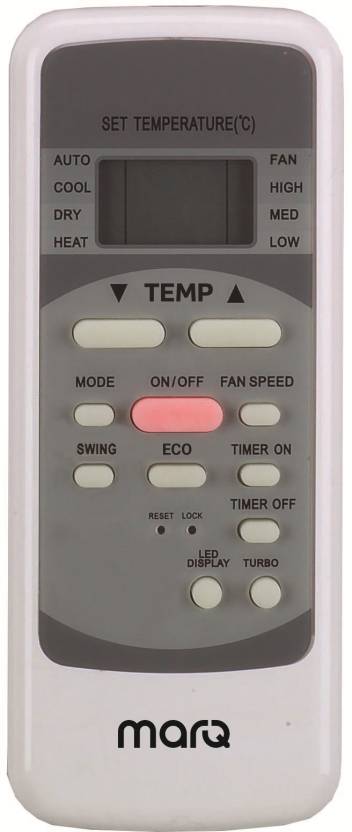 SET TEMPERATURE(°C)
AUTO FAN
COOL HIGH
DRY MED
HEAT LOW
▼ TEMP ▲
MODE ON/OFF FAN SPEED
SWING ECO TIMER ON
RESET LOCK TIMER OFF
LED DISPLAY TURBO
marQ